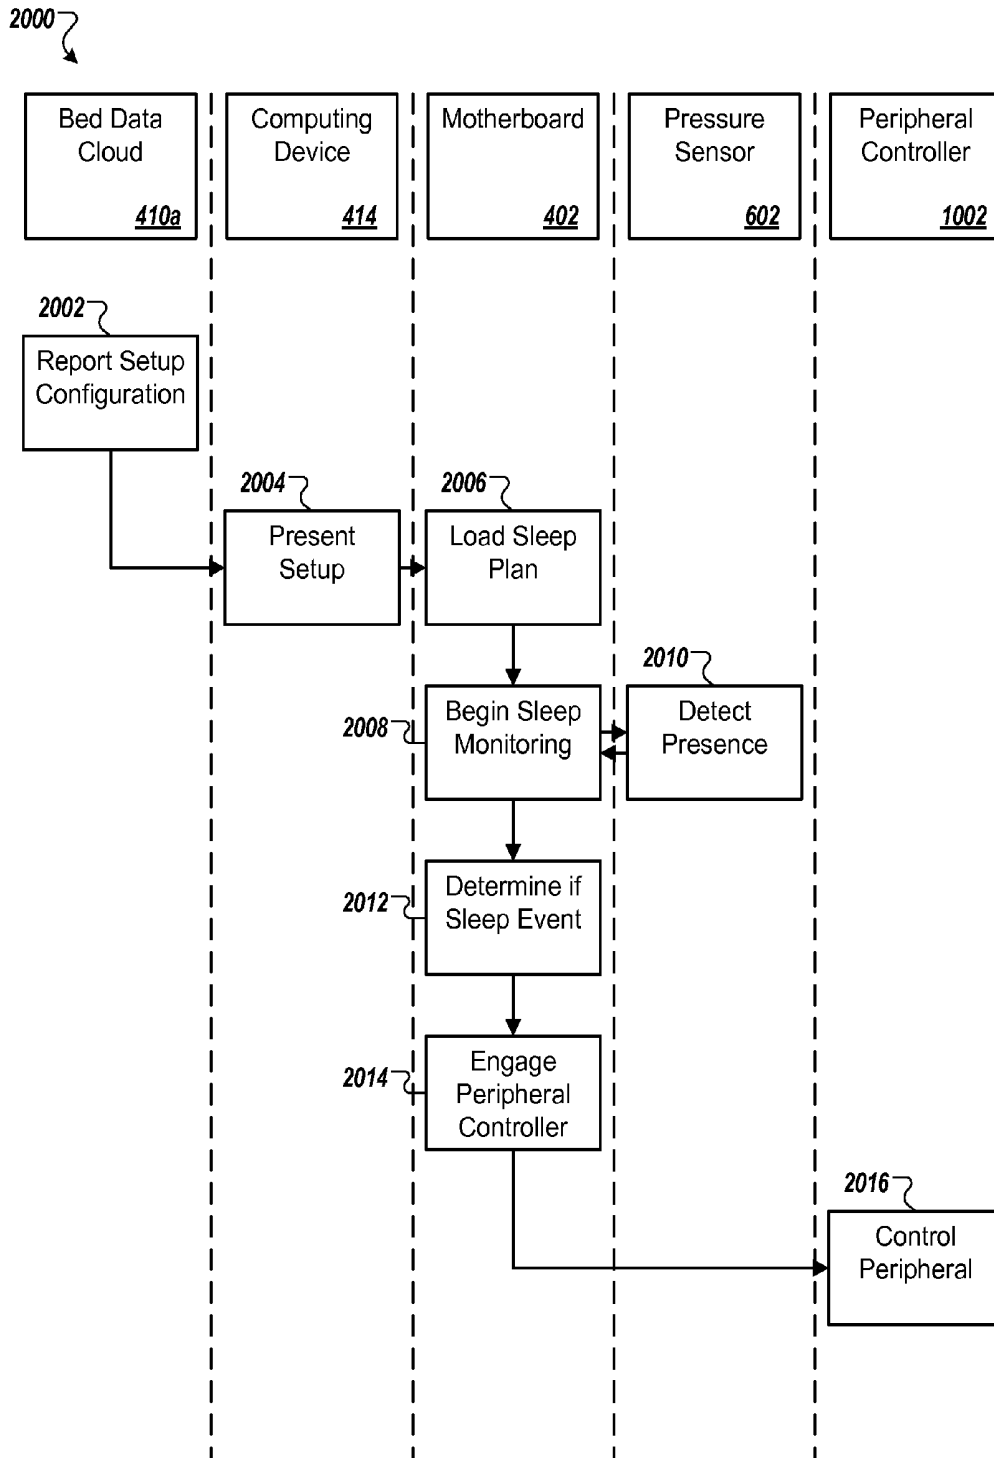 2000
Bed Data
Cloud
410a
Computing
Device
414
Motherboard
402
Pressure
Sensor
602
Peripheral
Controller
1002
2002
Report Setup
Configuration
2004
Present
Setup
2006
Load Sleep
Plan
2008
Begin Sleep
Monitoring
2010
Detect
Presence
2012
Determine if
Sleep Event
2014
Engage
Peripheral
Controller
2016
Control
Peripheral